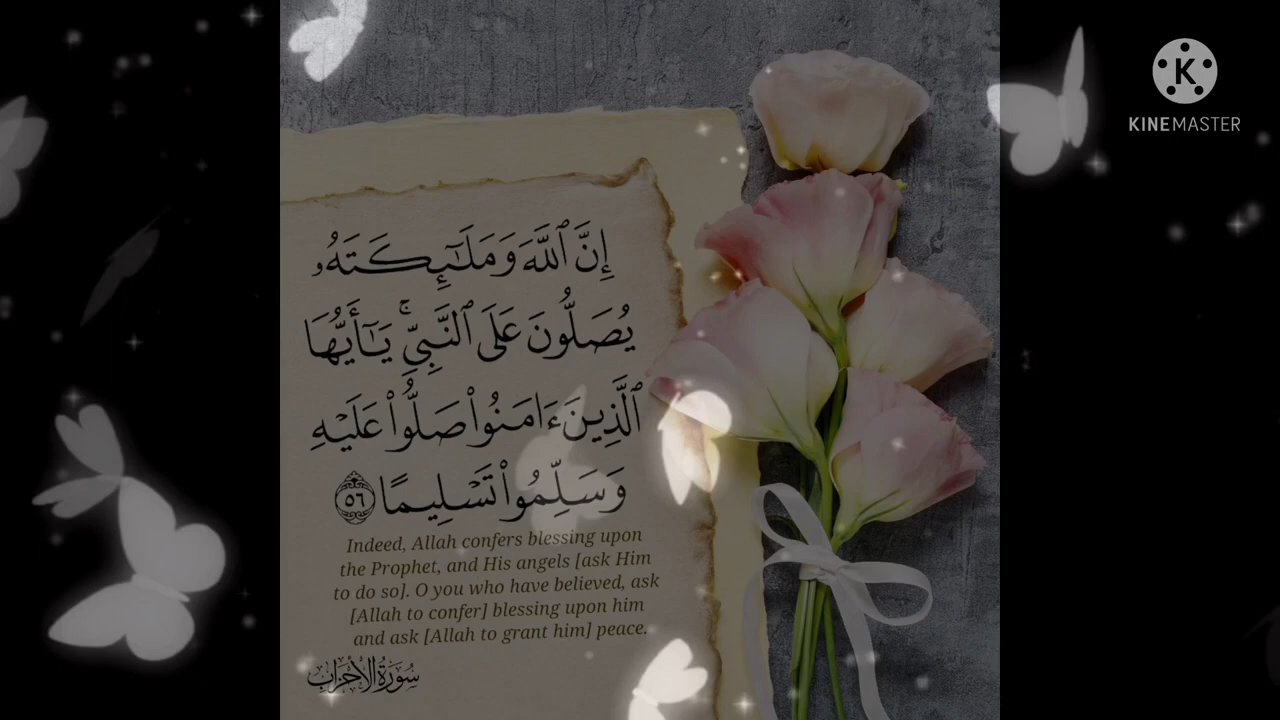 إِنَّ ٱللَّهَ وَمَلَـٰٓئِكَتَهُۥ
يُصَلُّونَ عَلَى ٱلنَّبِيِّ ۚ يَـٰٓأَيُّهَا
ٱلَّذِينَ ءَامَنُوا۟ صَلُّوا۟ عَلَيْهِ
وَسَلِّمُوا۟ تَسْلِيمًا ٥٦
Indeed, Allah confers blessing upon
the Prophet, and His angels [ask Him
to do so]. O you who have believed, ask
[Allah to confer] blessing upon him
and ask [Allah to grant him] peace.
سُورَةُ الأَحْزَابِ
K
KINEMASTER